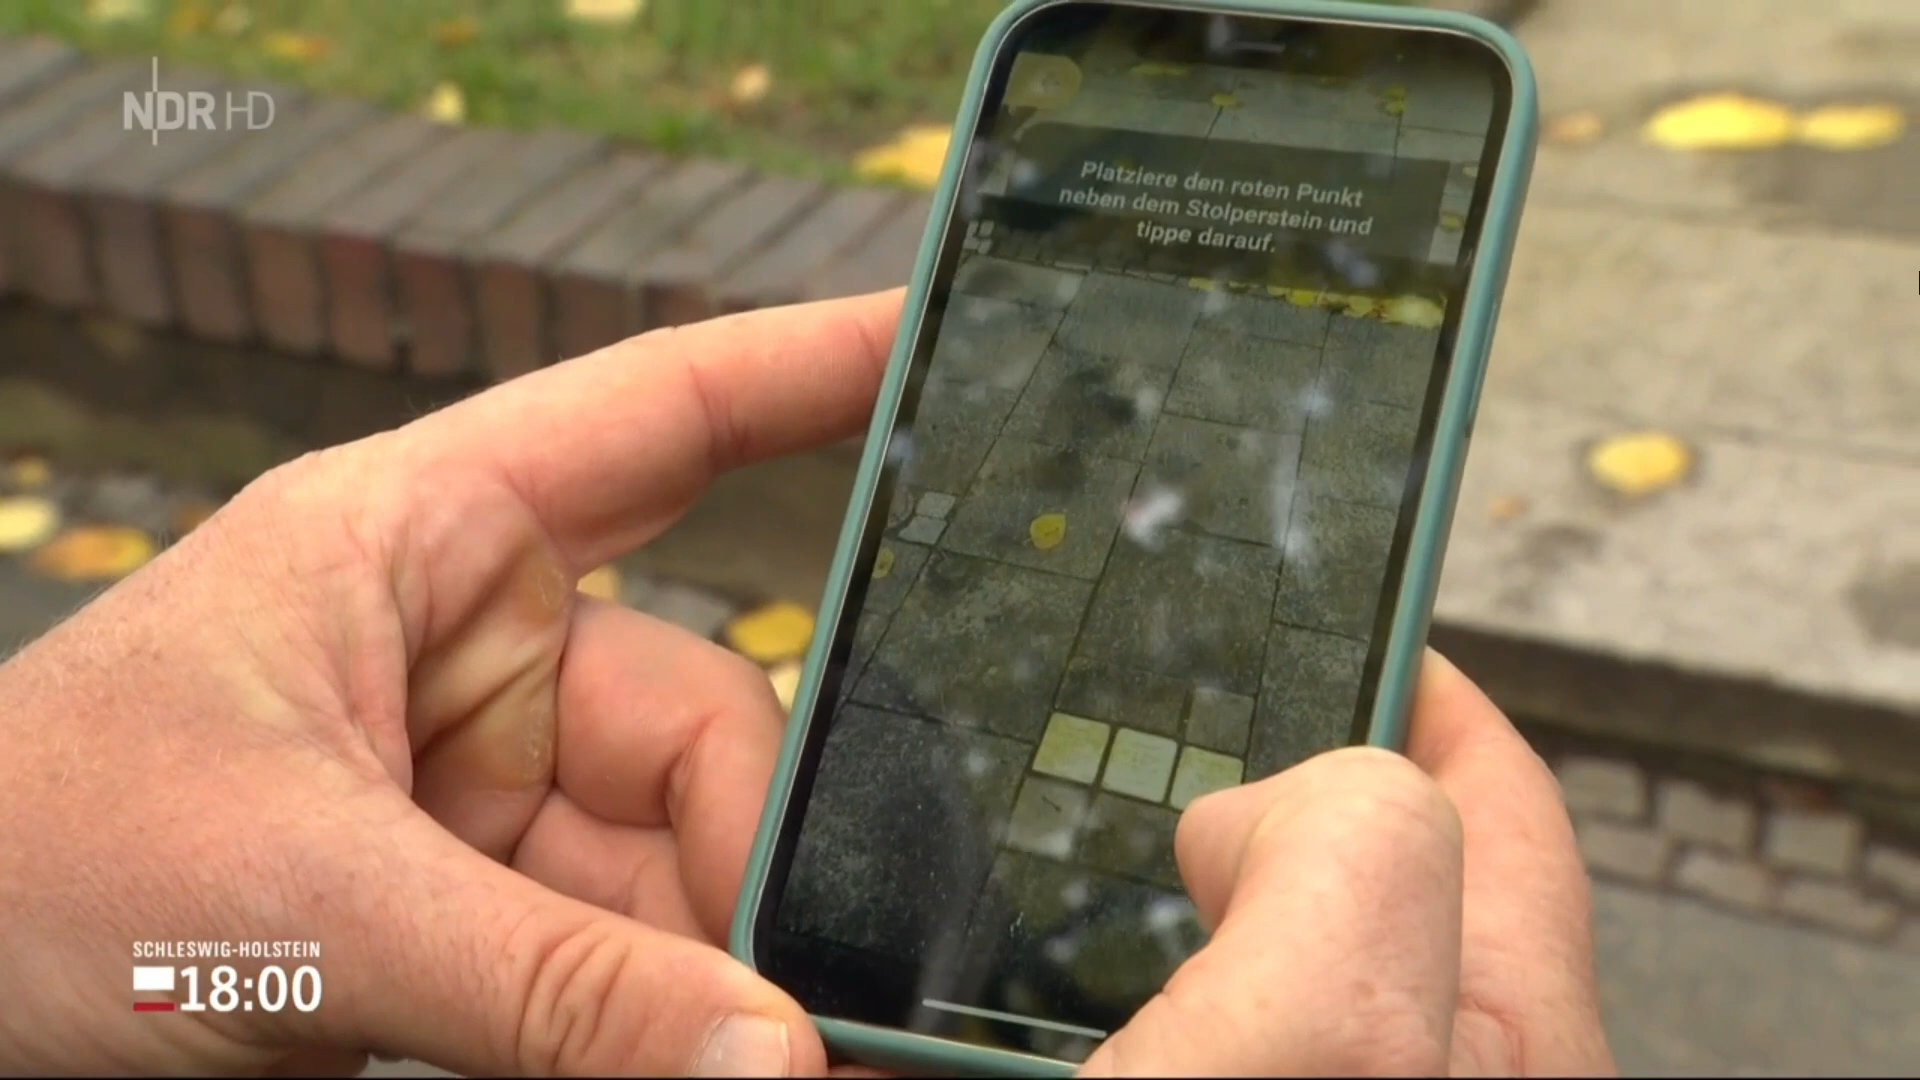 NDR HD
Platziere den roten Punkt
neben dem Stolperstein und
tippe darauf.
SCHLESWIG-HOLSTEIN
18:00